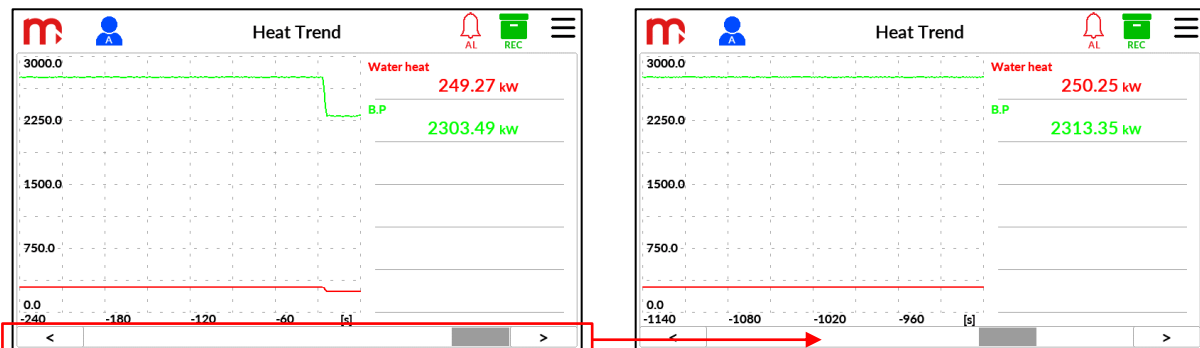 m A Heat Trend AL REC
3000.0
2250.0
1500.0
750.0
0.0
-240 -180 -120 -60 [s]
Water heat
249.27 kW
B.P
2303.49 kW
< >
m A Heat Trend AL REC
3000.0
2250.0
1500.0
750.0
0.0
-1140 -1080 -1020 -960 [s]
Water heat
250.25 kW
B.P
2313.35 kW
< >